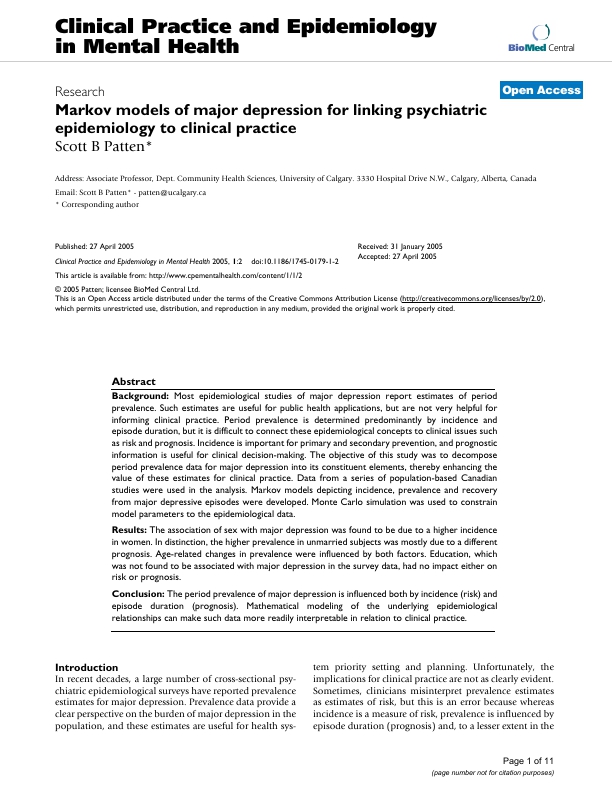 Clinical Practice and Epidemiology
in Mental Health
BioMed Central
Open Access
Research
Markov models of major depression for linking psychiatric
epidemiology to clinical practice
Scott B Patten*
Address: Associate Professor, Dept. Community Health Sciences, University of Calgary. 3330 Hospital Drive N.W., Calgary, Alberta, Canada
Email: Scott B Patten* - patten@ucalgary.ca
* Corresponding author
Published: 27 April 2005
Clinical Practice and Epidemiology in Mental Health 2005, 1:2 doi:10.1186/1745-0179-1-2
This article is available from: http://www.cpementalhealth.com/content/1/1/2
Received: 31 January 2005
Accepted: 27 April 2005
© 2005 Patten; licensee BioMed Central Ltd.
This is an Open Access article distributed under the terms of the Creative Commons Attribution License (http://creativecommons.org/licenses/by/2.0),
which permits unrestricted use, distribution, and reproduction in any medium, provided the original work is properly cited.
Abstract
Background: Most epidemiological studies of major depression report estimates of period
prevalence. Such estimates are useful for public health applications, but are not very helpful for
informing clinical practice. Period prevalence is determined predominantly by incidence and
episode duration, but it is difficult to connect these epidemiological concepts to clinical issues such
as risk and prognosis. Incidence is important for primary and secondary prevention, and prognostic
information is useful for clinical decision-making. The objective of this study was to decompose
period prevalence data for major depression into its constituent elements, thereby enhancing the
value of these estimates for clinical practice. Data from a series of population-based Canadian
studies were used in the analysis. Markov models depicting incidence, prevalence and recovery
from major depressive episodes were developed. Monte Carlo simulation was used to constrain
model parameters to the epidemiological data.
Results: The association of sex with major depression was found to be due to a higher incidence
in women. In distinction, the higher prevalence in unmarried subjects was mostly due to a different
prognosis. Age-related changes in prevalence were influenced by both factors. Education, which
was not found to be associated with major depression in the survey data, had no impact either on
risk or prognosis.
Conclusion: The period prevalence of major depression is influenced both by incidence (risk) and
episode duration (prognosis). Mathematical modeling of the underlying epidemiological
relationships can make such data more readily interpretable in relation to clinical practice.
Introduction
In recent decades, a large number of cross-sectional psy-
chiatric epidemiological surveys have reported prevalence
estimates for major depression. Prevalence data provide a
clear perspective on the burden of major depression in the
population, and these estimates are useful for health sys-
tem priority setting and planning. Unfortunately, the
implications for clinical practice are not as clearly evident.
Sometimes, clinicians misinterpret prevalence estimates
as estimates of risk, but this is an error because whereas
incidence is a measure of risk, prevalence is influenced by
episode duration (prognosis) and, to a lesser extent in the
Page 1 of 11
(page number not for citation purposes)